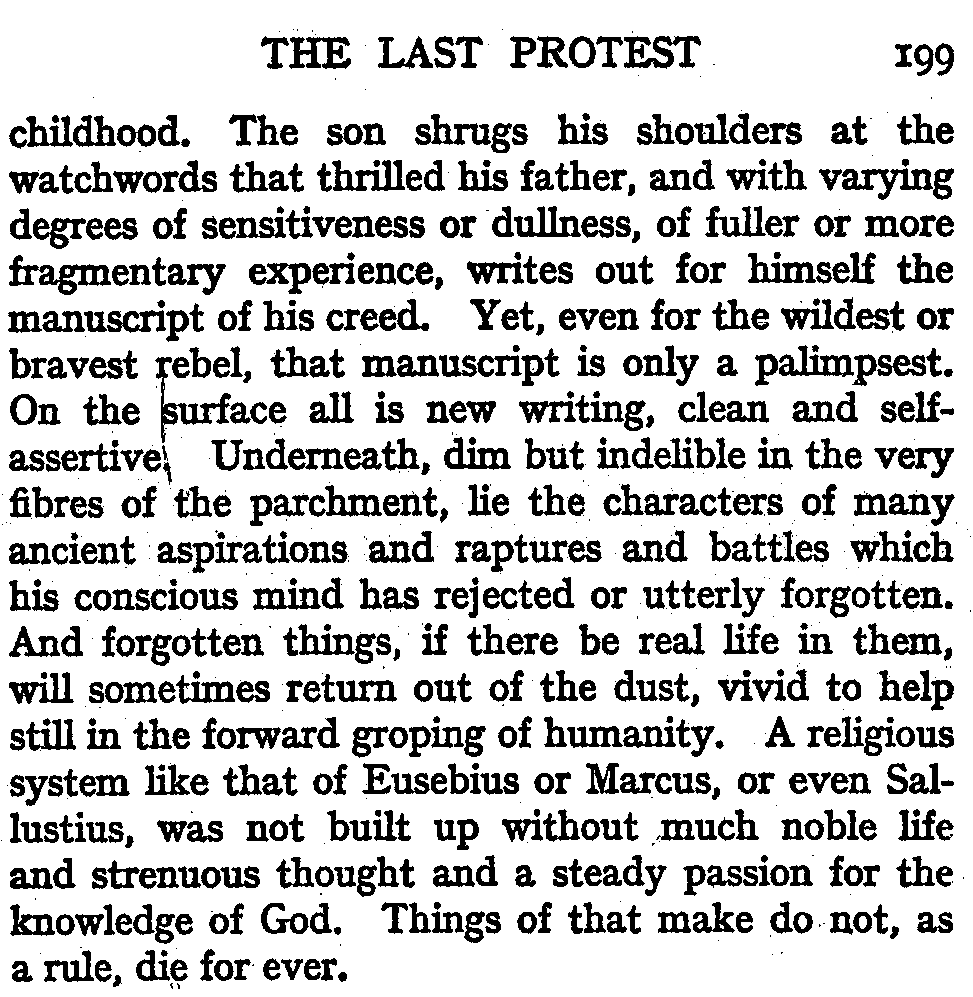 THE LAST PROTEST 199
childhood. The son shrugs his shoulders at the
watchwords that thrilled his father, and with varying
degrees of sensitiveness or dullness, of fuller or more
fragmentary experience, writes out for himself the
manuscript of his creed. Yet, even for the wildest or
bravest rebel, that manuscript is only a palimpsest.
On the surface all is new writing, clean and self-
assertive. Underneath, dim but indelible in the very
fibres of the parchment, lie the characters of many
ancient aspirations and raptures and battles which
his conscious mind has rejected or utterly forgotten.
And forgotten things, if there be real life in them,
will sometimes return out of the dust, vivid to help
still in the forward groping of humanity. A religious
system like that of Eusebius or Marcus, or even Sal-
lustius, was not built up without much noble life
and strenuous thought and a steady passion for the
knowledge of God. Things of that make do not, as
a rule, die for ever.